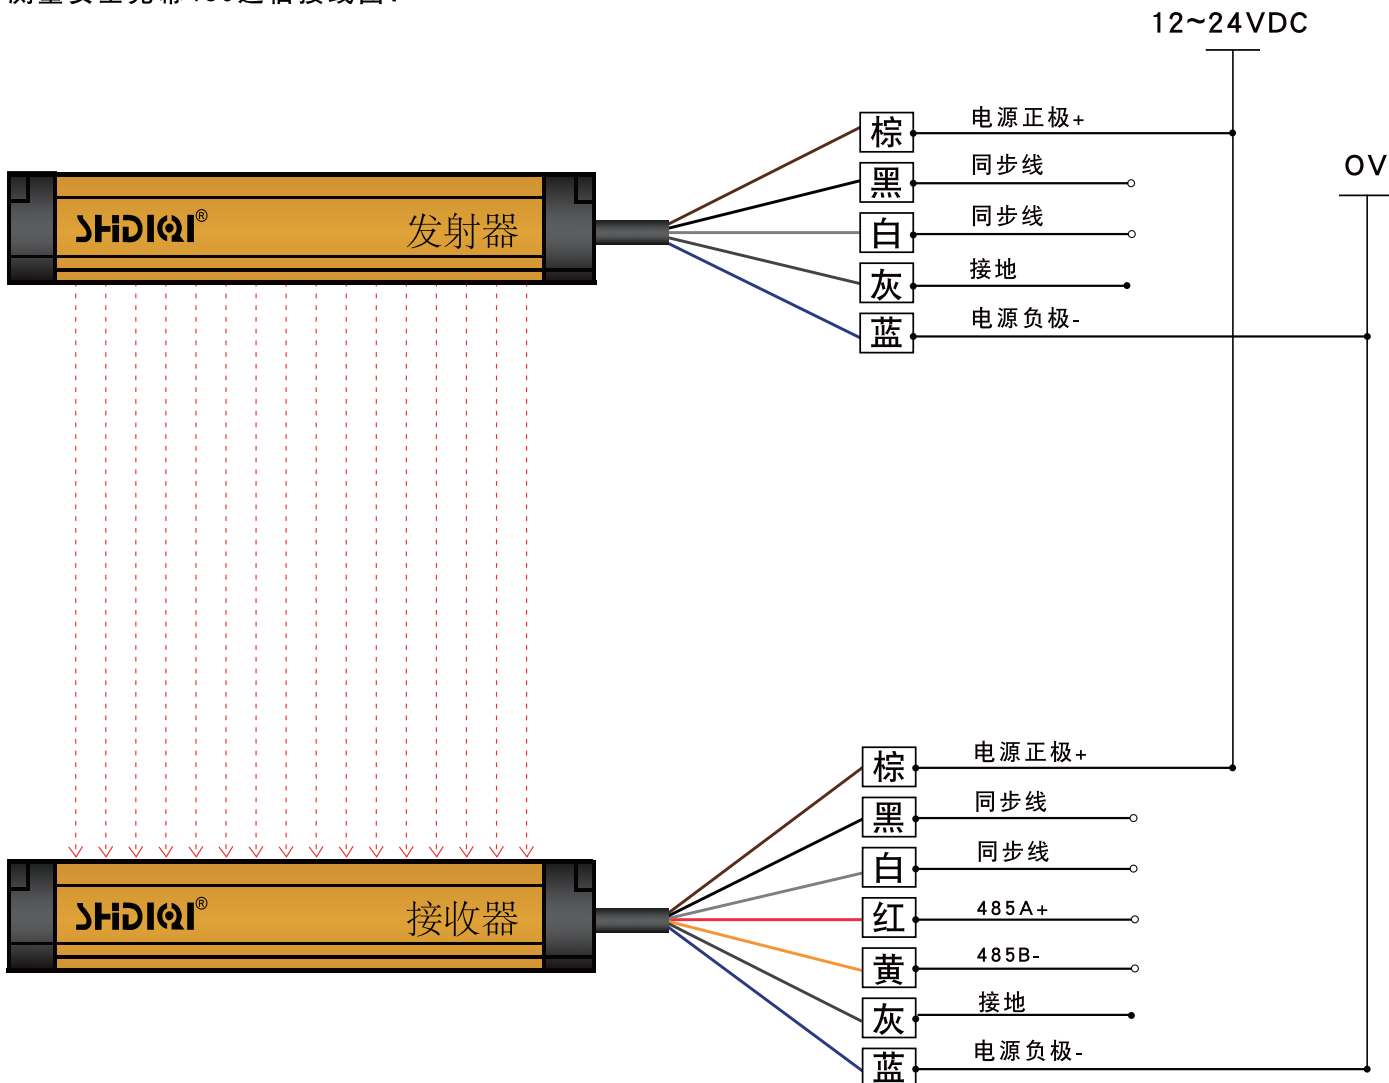 12~24VDC
0V
SHDIQI®
发射器
棕
电源正极+
黑
同步线
白
同步线
灰
接地
蓝
电源负极-
SHDIQI®
接收器
棕
电源正极+
黑
同步线
白
同步线
红
485A+
黄
485B-
灰
接地
蓝
电源负极-